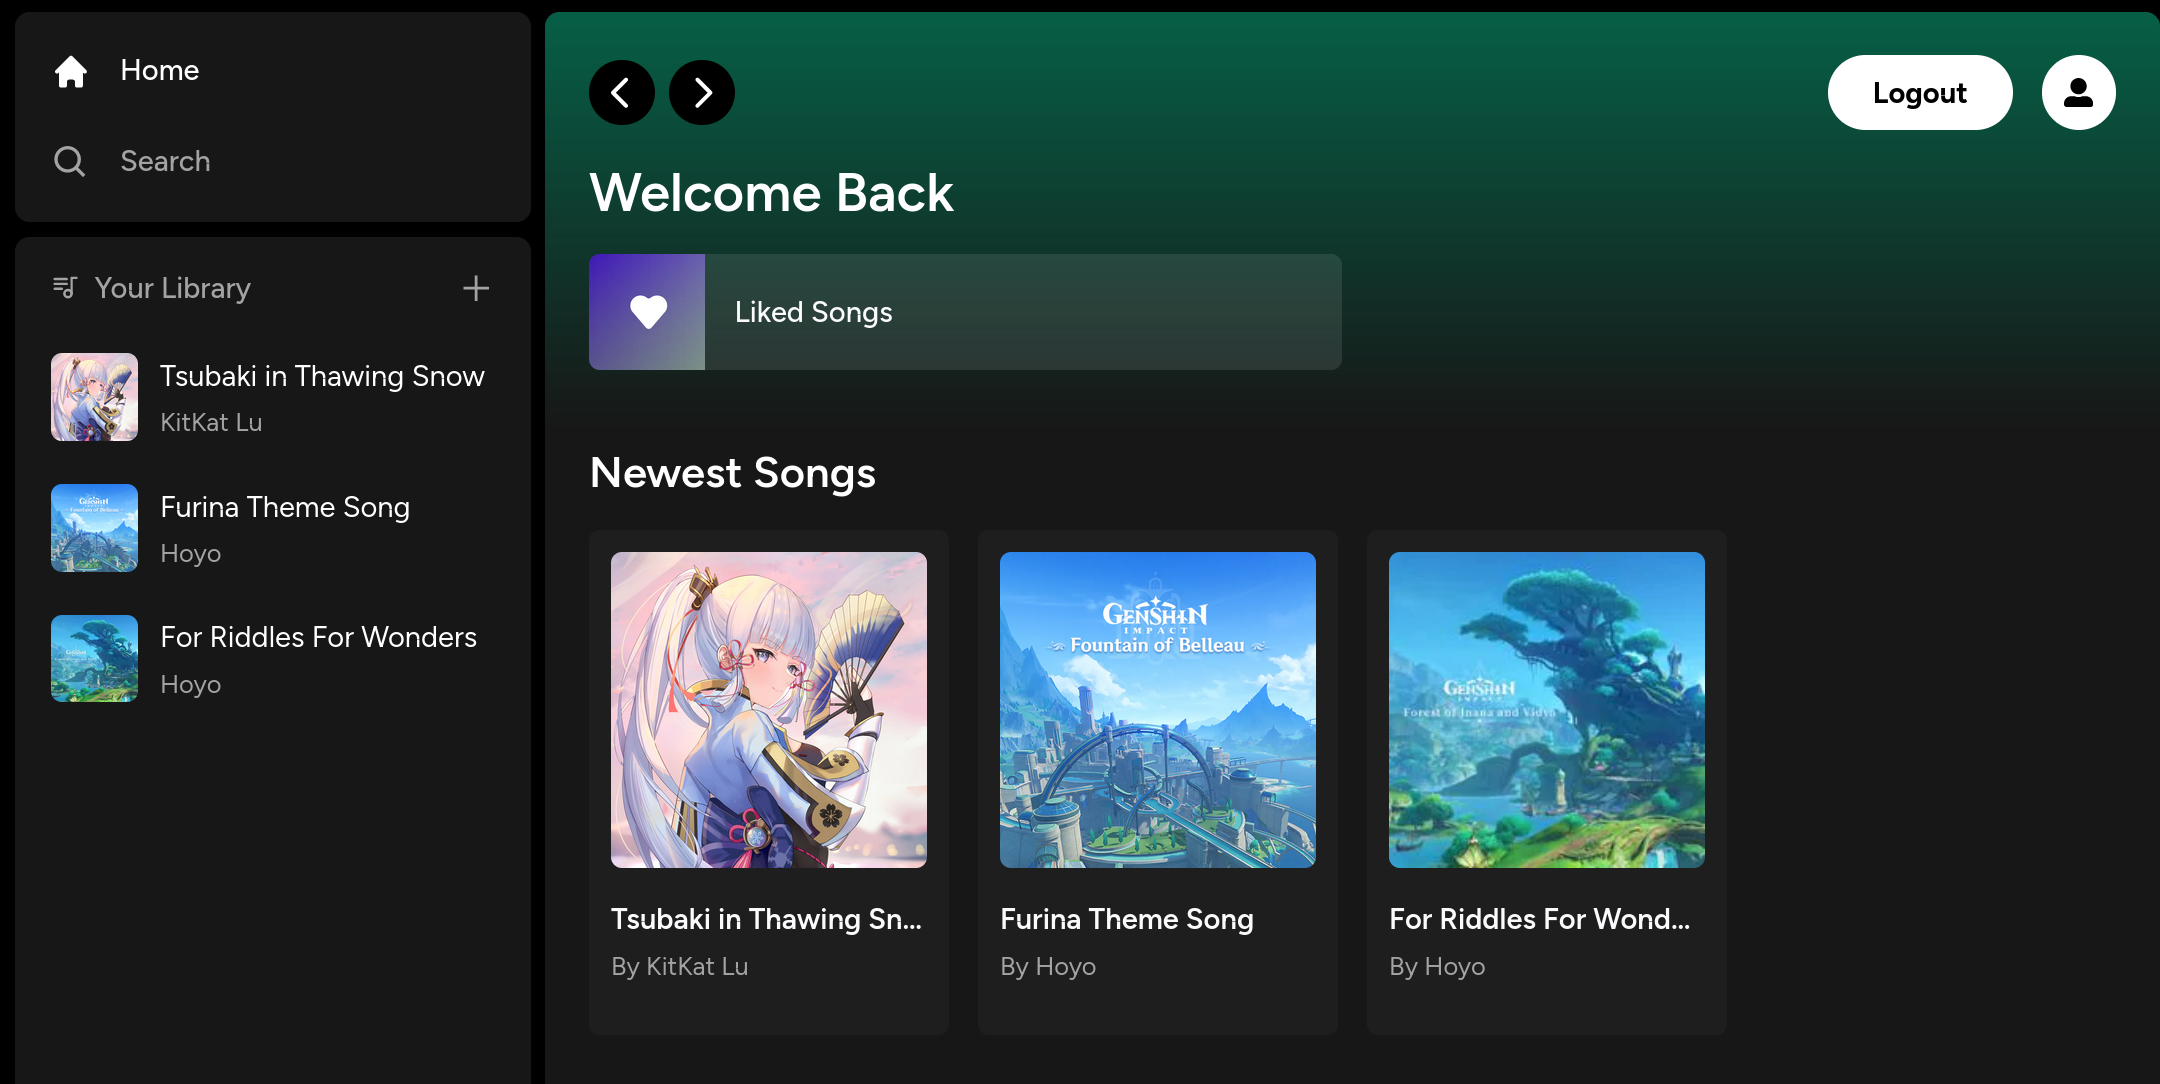 Home
Search
Your Library
Tsubaki in Thawing Snow
KitKat Lu
Furina Theme Song
Hoyo
For Riddles For Wonders
Hoyo
Logout
Welcome Back
Liked Songs
Newest Songs
GENSHIN
IMPACT
Fountain of Belleau
GENSHIN
IMPACT
Forest of Jnana and Vidya
Tsubaki in Thawing Sn...
By KitKat Lu
Furina Theme Song
By Hoyo
For Riddles For Wond...
By Hoyo